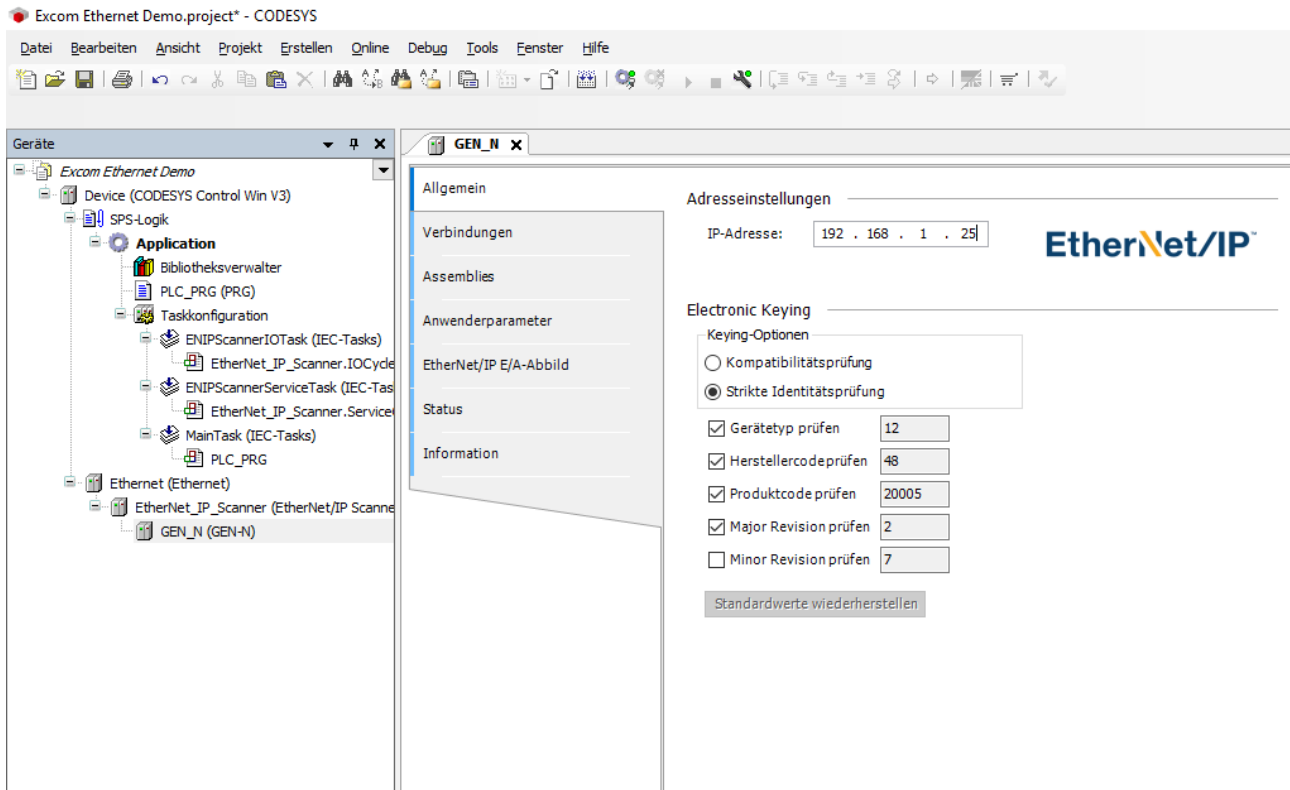 Excom Ethernet Demo.project* - CODESYS
Datei Bearbeiten Ansicht Projekt Erstellen Online Debug Tools Fenster Hilfe
Geräte
Excom Ethernet Demo
Device (CODESYS Control Win V3)
SPS-Logik
Application
Bibliotheksverwalter
PLC_PRG (PRG)
Taskkonfiguration
ENIPScannerIOTask (IEC-Tasks)
EtherNet_IP_Scanner.IOCycle
ENIPScannerServiceTask (IEC-Tas
EtherNet_IP_Scanner.Service
MainTask (IEC-Tasks)
PLC_PRG
Ethernet (Ethernet)
EtherNet_IP_Scanner (EtherNet/IP Scanne
GEN_N (GEN-N)
GEN_N
Allgemein
Verbindungen
Assemblies
Anwenderparameter
EtherNet/IP E/A-Abbild
Status
Information
Adresseinstellungen
IP-Adresse: 192 . 168 . 1 . 25
EtherNet/IP™
Electronic Keying
Keying-Optionen
Kompatibilitätsprüfung
Strikte Identitätsprüfung
Gerätetyp prüfen 12
Herstellercode prüfen 48
Produktcode prüfen 20005
Major Revision prüfen 2
Minor Revision prüfen 7
Standardwerte wiederherstellen